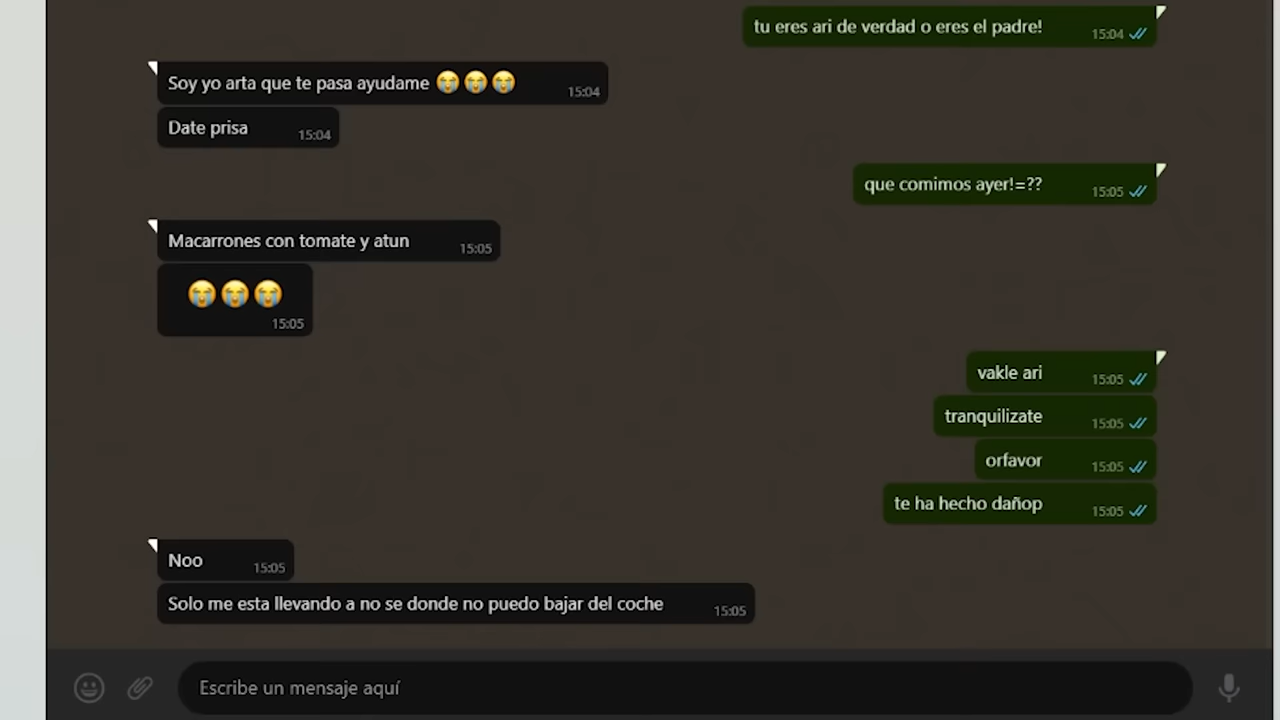 tu eres ari de verdad o eres el padre!
15:04
Soy yo arta que te pasa ayudame 😭😭😭
15:04
Date prisa
15:04
que comimos ayer!=??
15:05
Macarrones con tomate y atun
15:05
😭😭😭
15:05
vakle ari
15:05
tranquilizate
15:05
orfavor
15:05
te ha hecho dañop
15:05
Noo
15:05
Solo me esta llevando a no se donde no puedo bajar del coche
15:05
Escribe un mensaje aquí